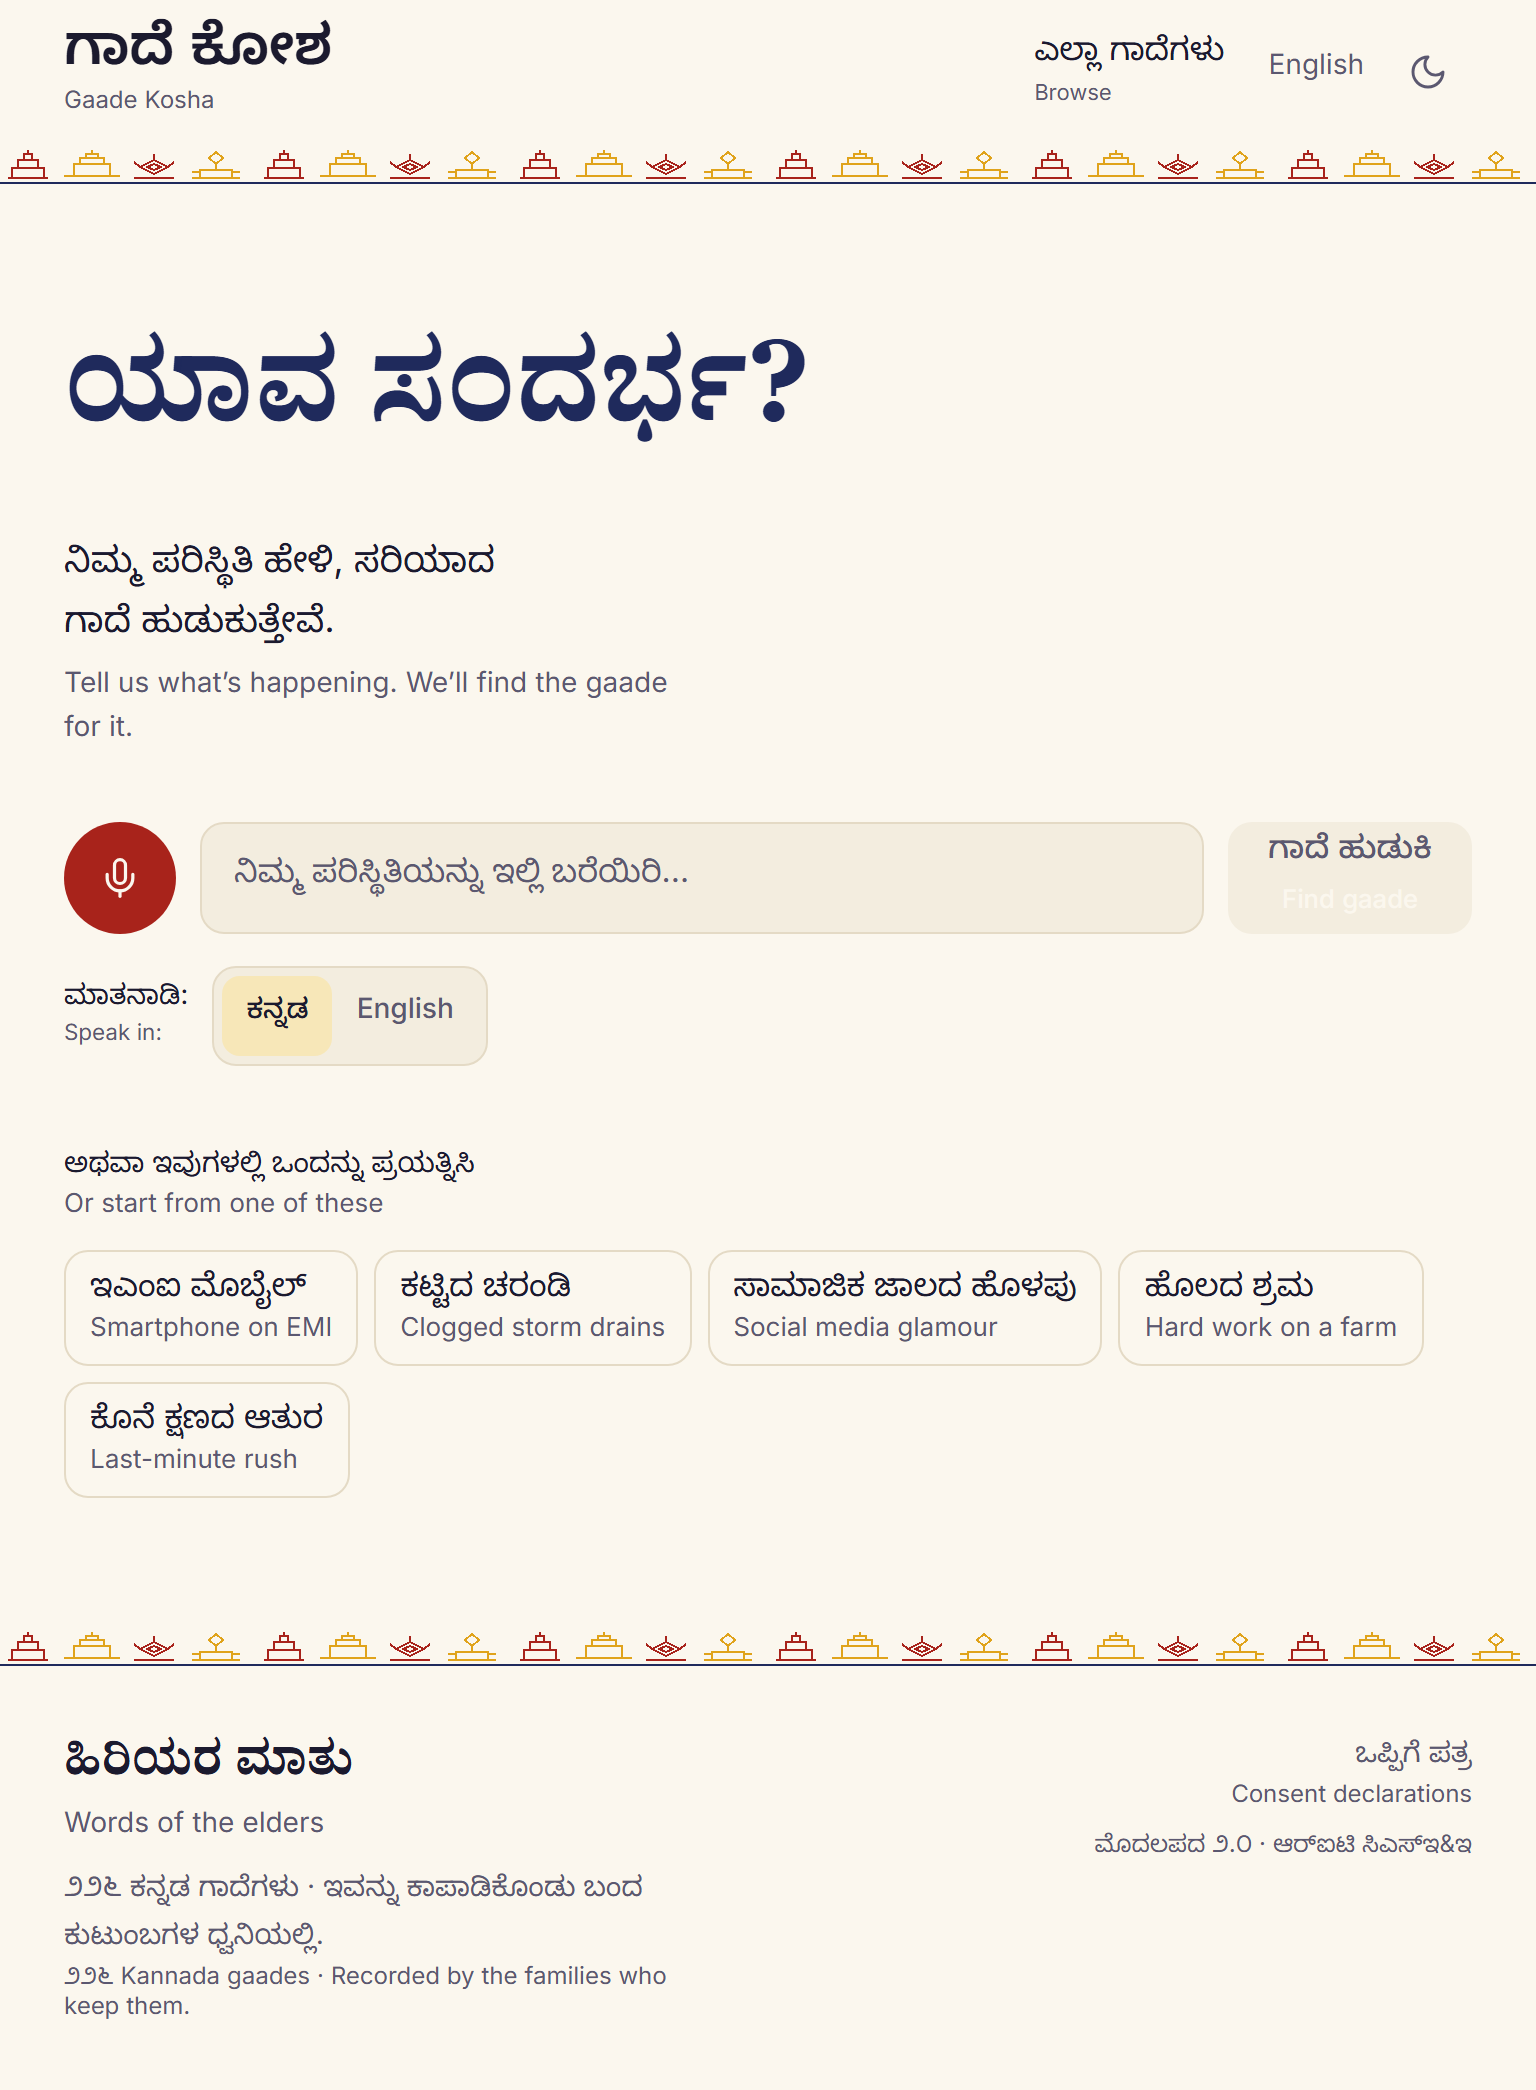 ಗಾದೆ ಕೋಶ
Gaade Kosha
ಎಲ್ಲಾ ಗಾದೆಗಳು
Browse
English
ಯಾವ ಸಂದರ್ಭ?
ನಿಮ್ಮ ಪರಿಸ್ಥಿತಿ ಹೇಳಿ, ಸರಿಯಾದ
ಗಾದೆ ಹುಡುಕುತ್ತೇವೆ.
Tell us what’s happening. We’ll find the gaade
for it.
ನಿಮ್ಮ ಪರಿಸ್ಥಿತಿಯನ್ನು ಇಲ್ಲಿ ಬರೆಯಿರಿ...
ಗಾದೆ ಹುಡುಕಿ
Find gaade
ಮಾತನಾಡಿ:
Speak in:
ಕನ್ನಡ
English
ಅಥವಾ ಇವುಗಳಲ್ಲಿ ಒಂದನ್ನು ಪ್ರಯತ್ನಿಸಿ
Or start from one of these
ಇಎಂಐ ಮೊಬೈಲ್
Smartphone on EMI
ಕಟ್ಟಿದ ಚರಂಡಿ
Clogged storm drains
ಸಾಮಾಜಿಕ ಜಾಲದ ಹೊಳಪು
Social media glamour
ಹೊಲದ ಶ್ರಮ
Hard work on a farm
ಕೊನೆ ಕ್ಷಣದ ಆತುರ
Last-minute rush
ಹಿರಿಯರ ಮಾತು
Words of the elders
೨೨೬ ಕನ್ನಡ ಗಾದೆಗಳು · ಇವನ್ನು ಕಾಪಾಡಿಕೊಂಡು ಬಂದ
ಕುಟುಂಬಗಳ ಧ್ವನಿಯಲ್ಲಿ.
೨೨೬ Kannada gaades · Recorded by the families who
keep them.
ಒಪ್ಪಿಗೆ ಪತ್ರ
Consent declarations
ಮೊದಲಪದ ೨.೦ · ಆರ್‌ಐಟಿ ಸಿಎಸ್‌ಇ&ಇ